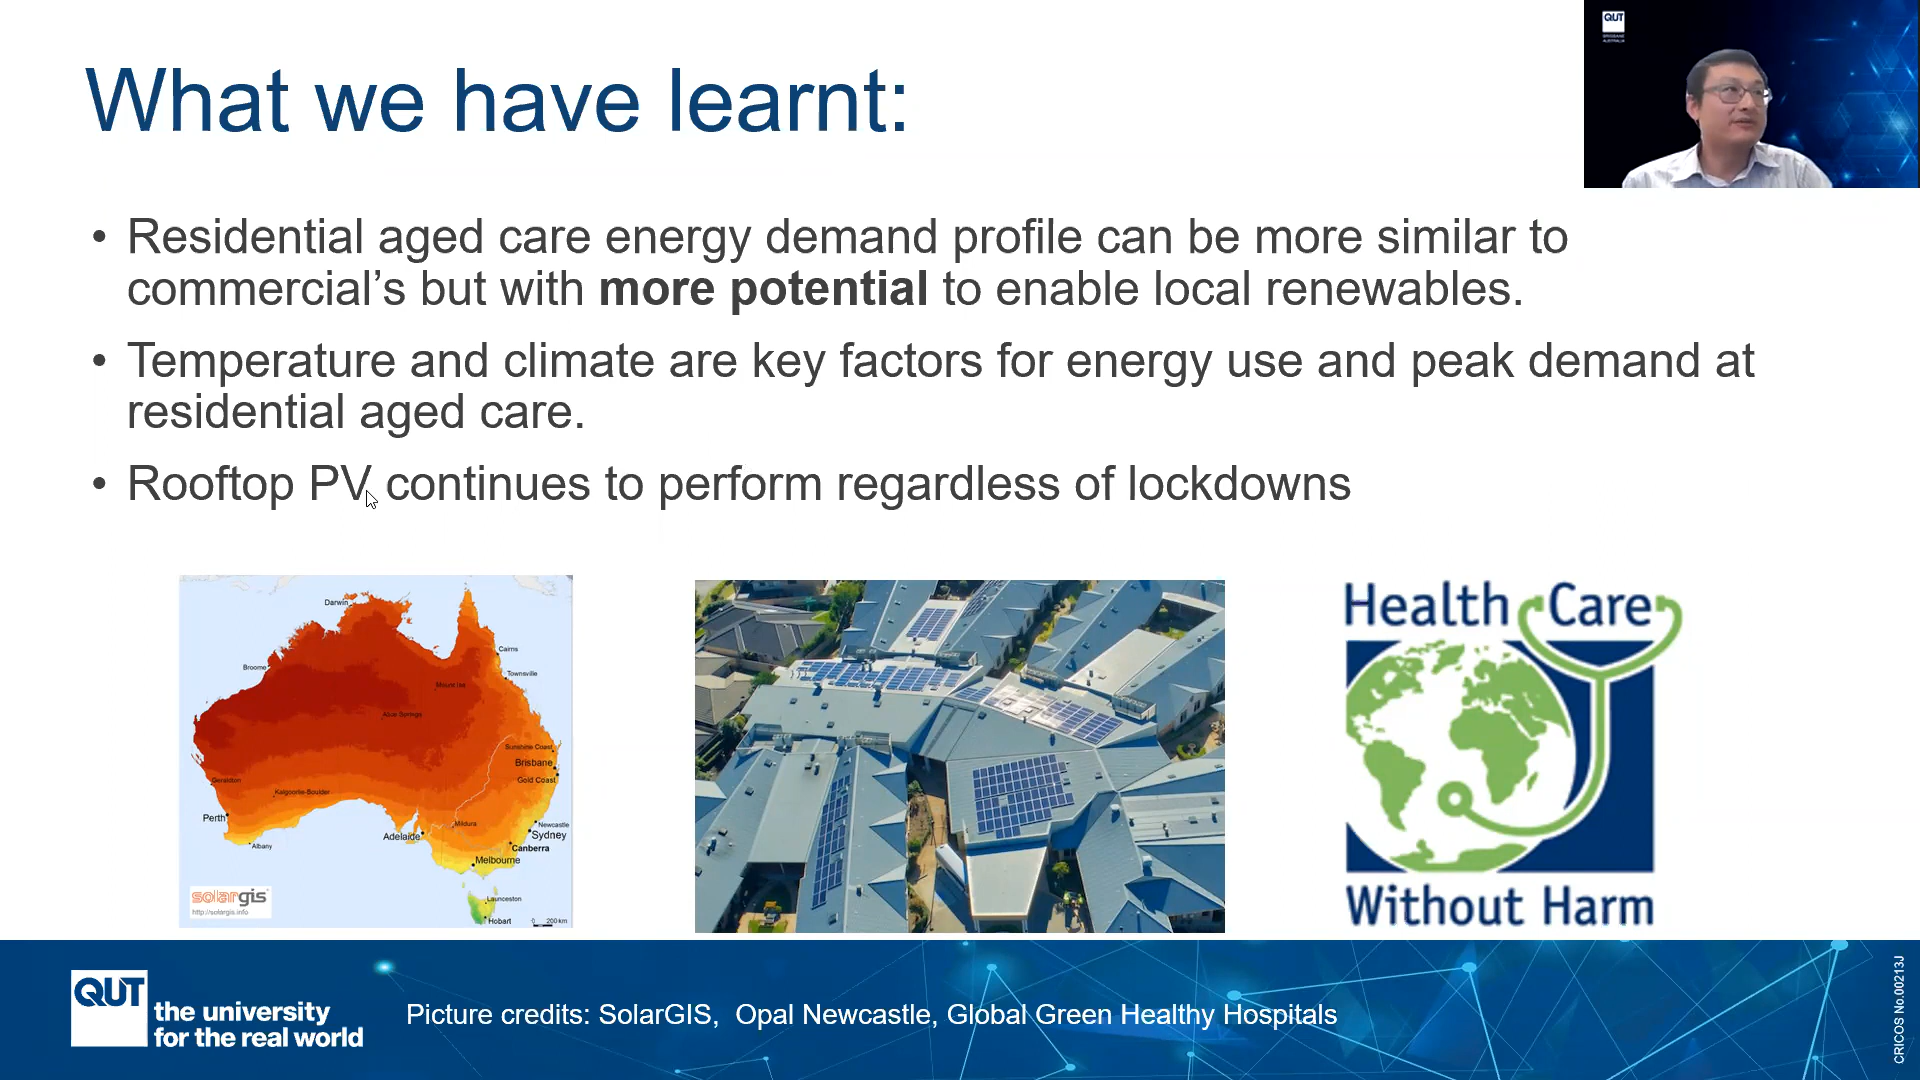 What we have learnt:
QUT
• Residential aged care energy demand profile can be more similar to
commercial's but with more potential to enable local renewables.
• Temperature and climate are key factors for energy use and peak demand at
residential aged care.
• Rooftop PV continues to perform regardless of lockdowns
Darwin
Cairns
Broome
Townsville
Mount Isa
Alice Springs
Sunshine Coast
Brisbane
Geraldton
Gold Coast
Kalgoorlie-Boulder
Perth
Mildura
Newcastle
Adelaide
Sydney
Albany
Canberra
Melbourne
solargis
http://solargis.info
Launceston
Hobart
0 200 km
Health Care
Without Harm
QUT
the university
for the real world
Picture credits: SolarGIS, Opal Newcastle, Global Green Healthy Hospitals
CRICOS No.00213J